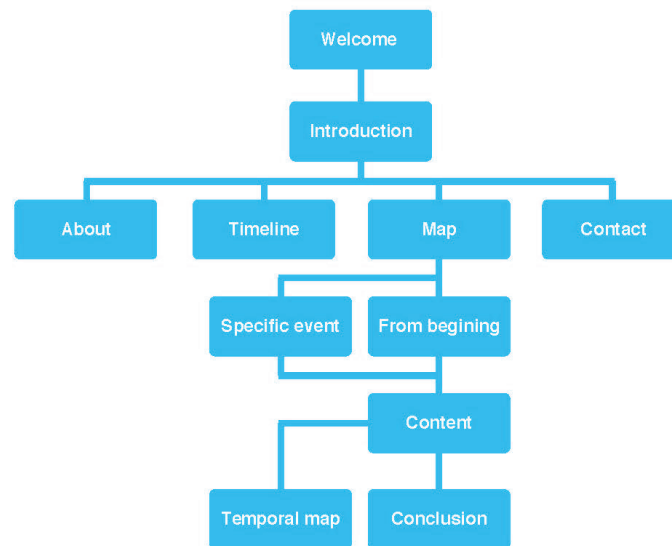 Welcome
Introduction
About
Timeline
Map
Contact
Specific event
From begining
Content
Temporal map
Conclusion